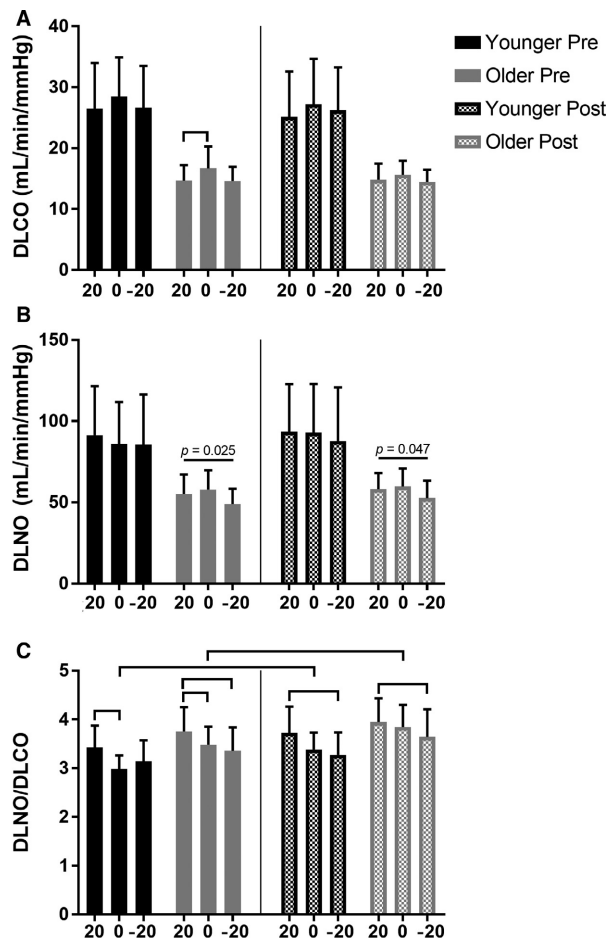 A
DLCO (mL/min/mmHg)
40
30
20
10
0
20 0 -20 20 0 -20 20 0 -20 20 0 -20
Younger Pre
Older Pre
Younger Post
Older Post
B
DLNO (mL/min/mmHg)
150
100
50
0
p = 0.025
p = 0.047
20 0 -20 20 0 -20 20 0 -20 20 0 -20
C
DLNO/DLCO
5
4
3
2
1
0
20 0 -20 20 0 -20 20 0 -20 20 0 -20